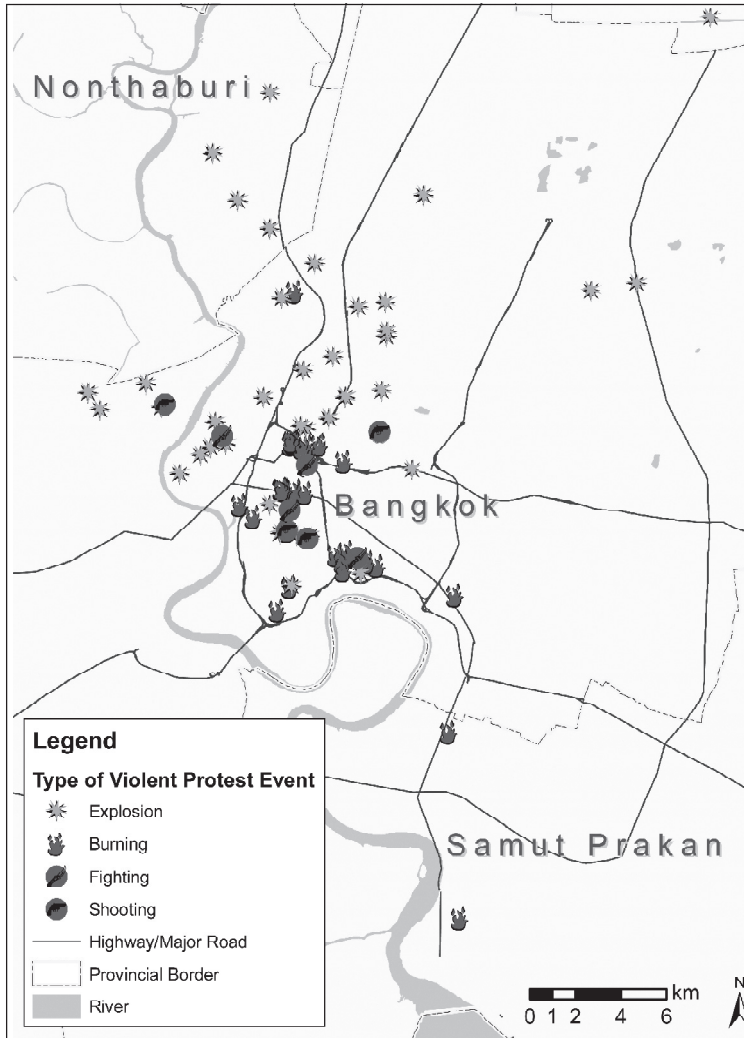 Nonthaburi
Bangkok
Samut Prakan
Legend
Type of Violent Protest Event
Explosion
Burning
Fighting
Shooting
Highway/Major Road
Provincial Border
River
km
0 1 2 4 6
N